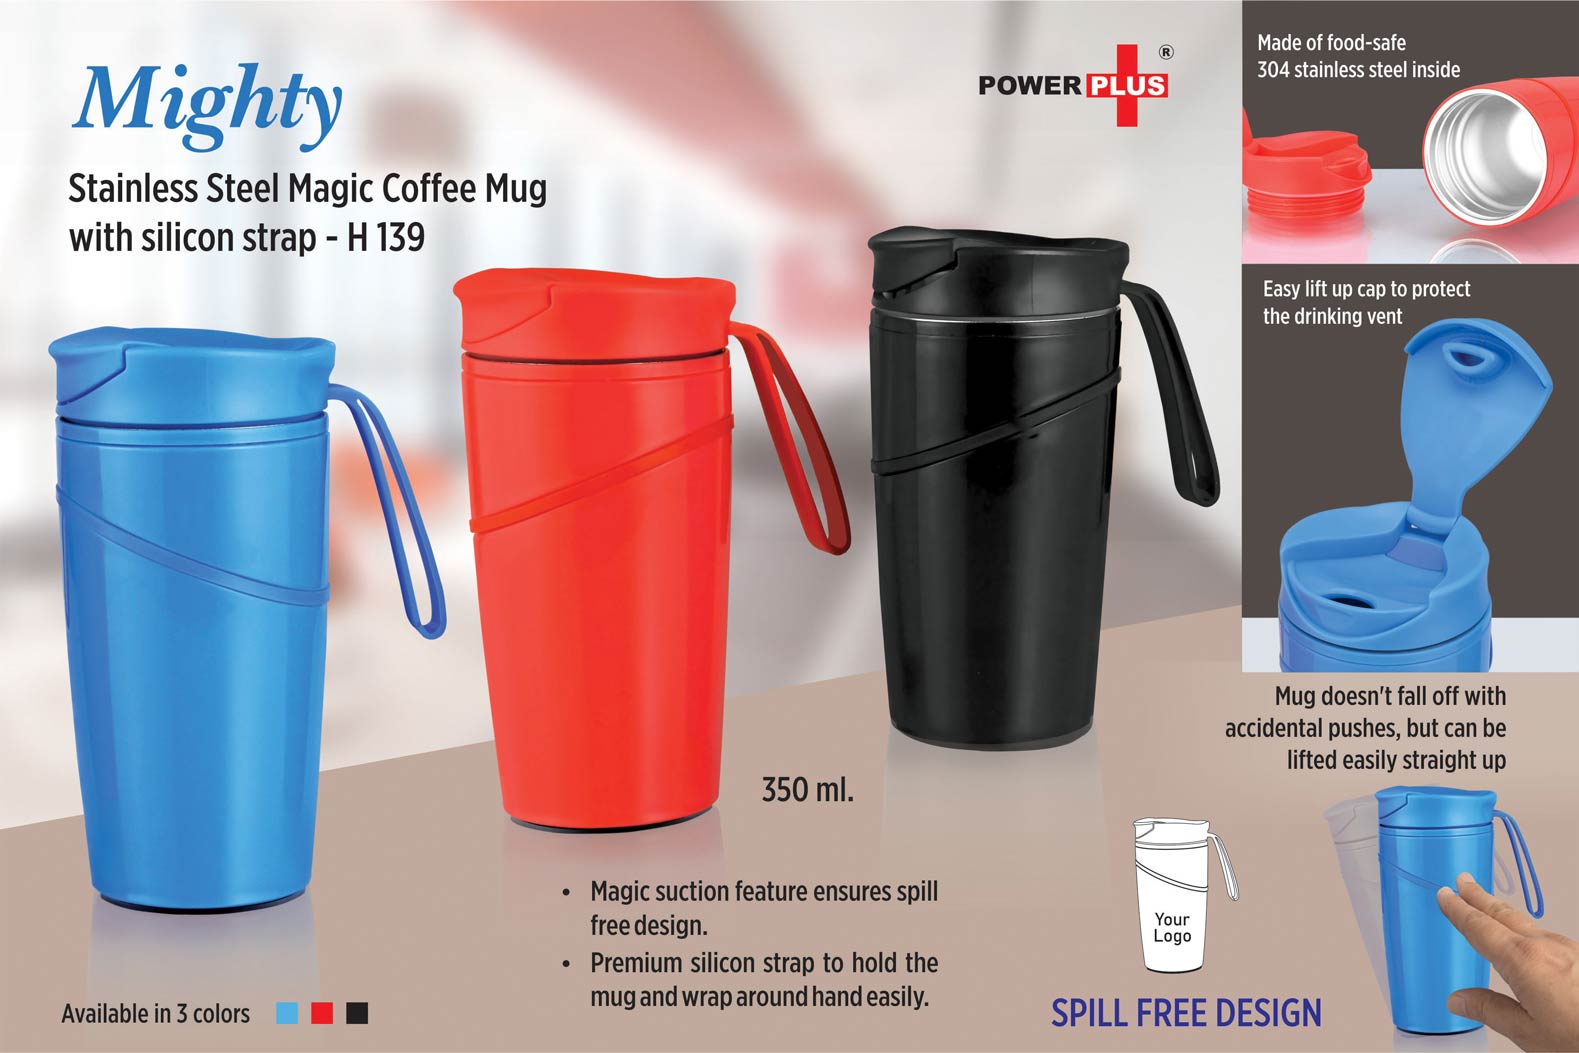 Mighty
Stainless Steel Magic Coffee Mug
with silicon strap - H 139
POWER PLUS ®
Made of food-safe
304 stainless steel inside
Easy lift up cap to protect
the drinking vent
Mug doesn't fall off with
accidental pushes, but can be
lifted easily straight up
350 ml.
• Magic suction feature ensures spill
free design.
• Premium silicon strap to hold the
mug and wrap around hand easily.
Your
Logo
SPILL FREE DESIGN
Available in 3 colors